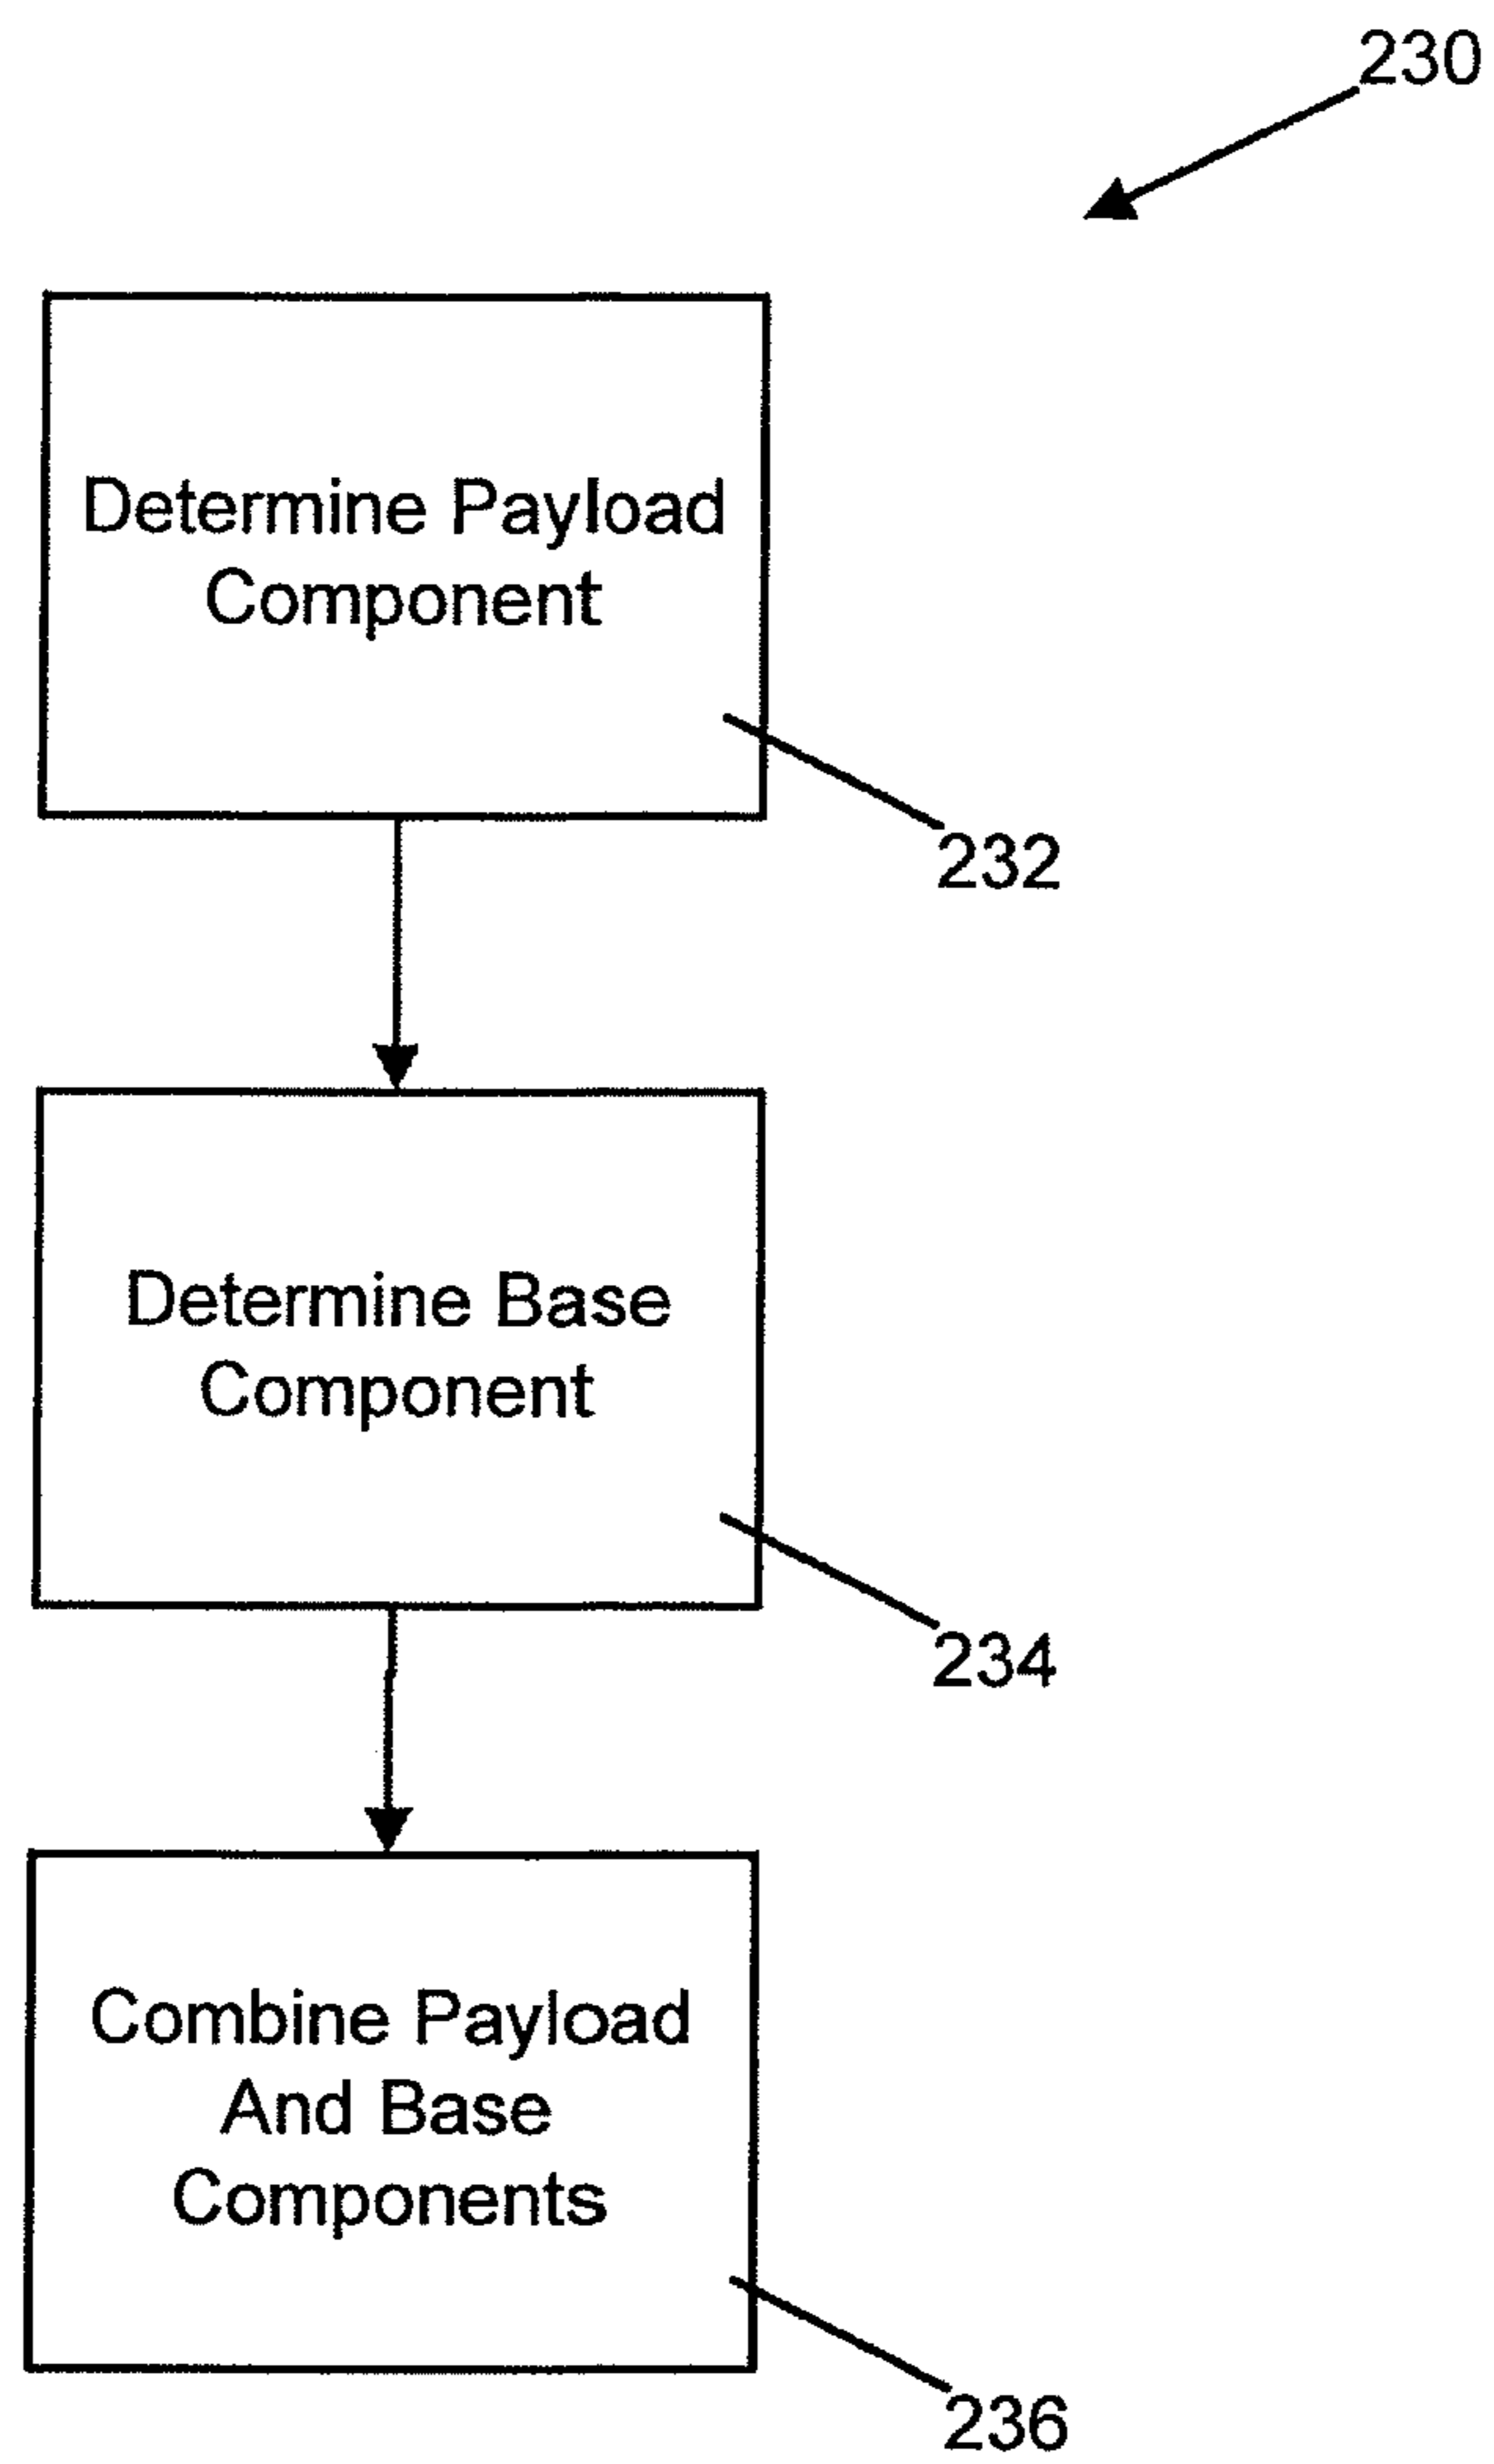 230
Determine Payload
Component
232
Determine Base
Component
234
Combine Payload
And Base
Components
236